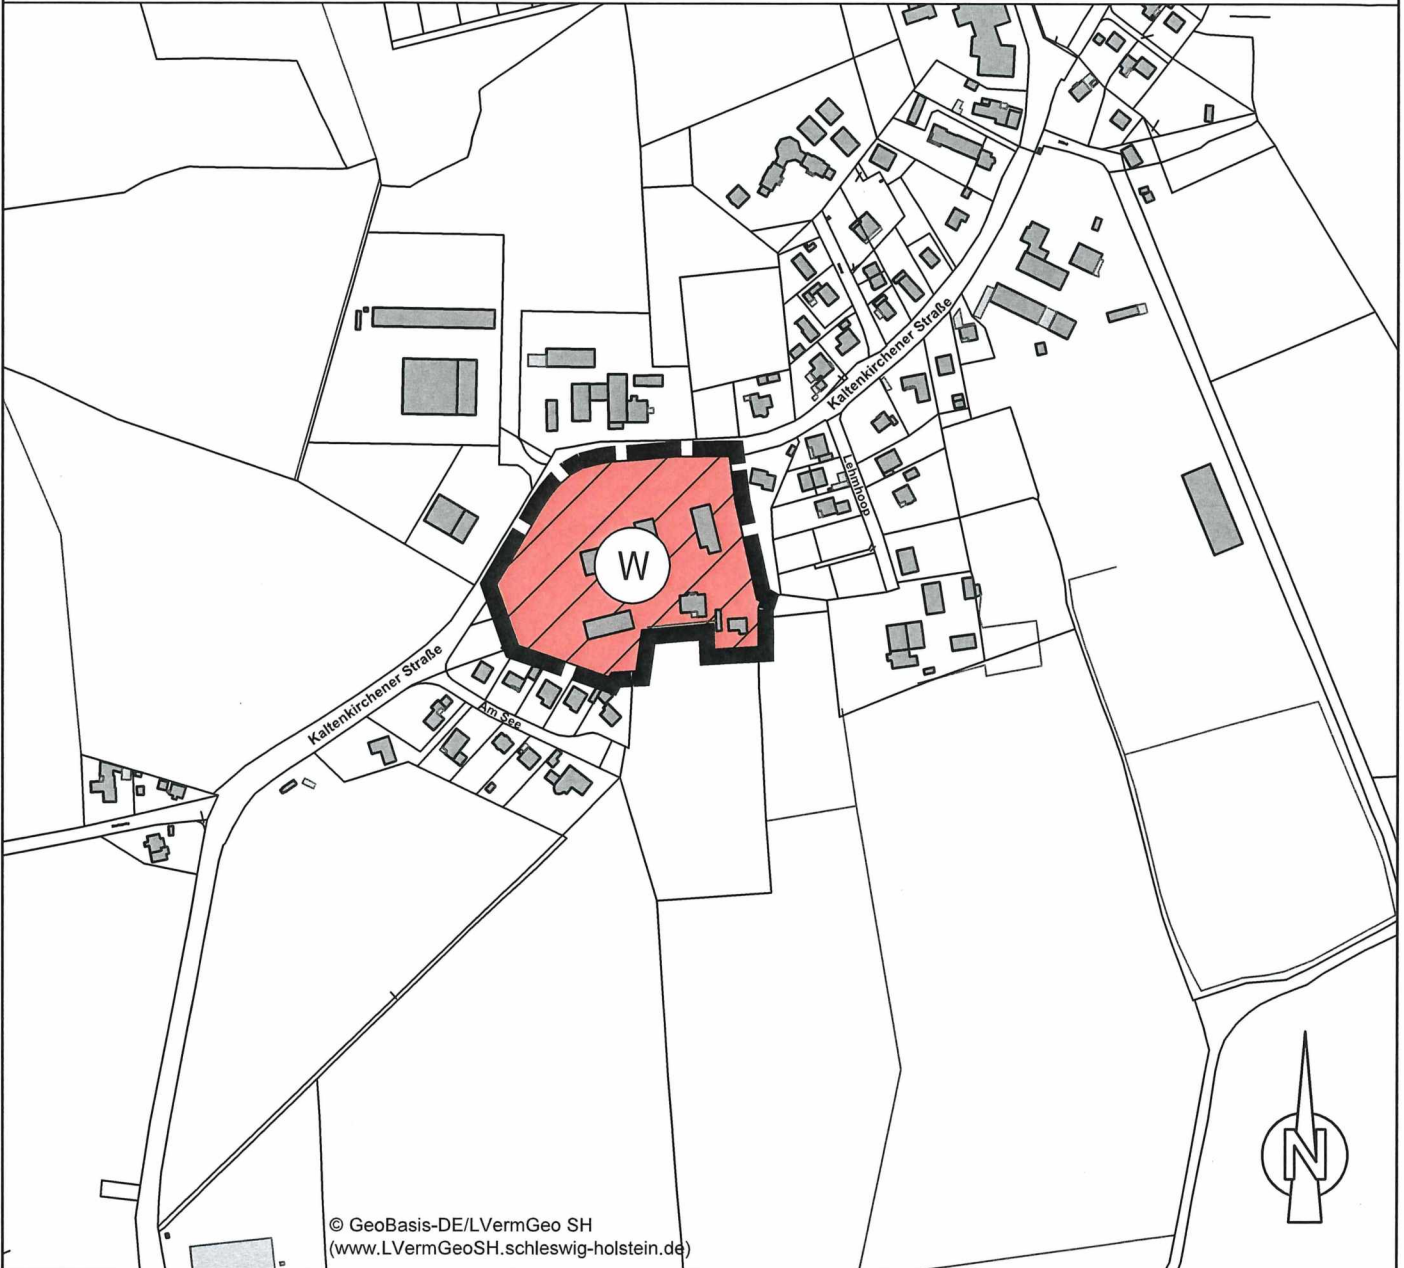 Kaltenkirchener Straße
Lehmhoop
W
Kaltenkirchener Straße
Am See
N
© GeoBasis-DE/LVermGeo SH
(www.LVermGeoSH.schleswig-holstein.de)